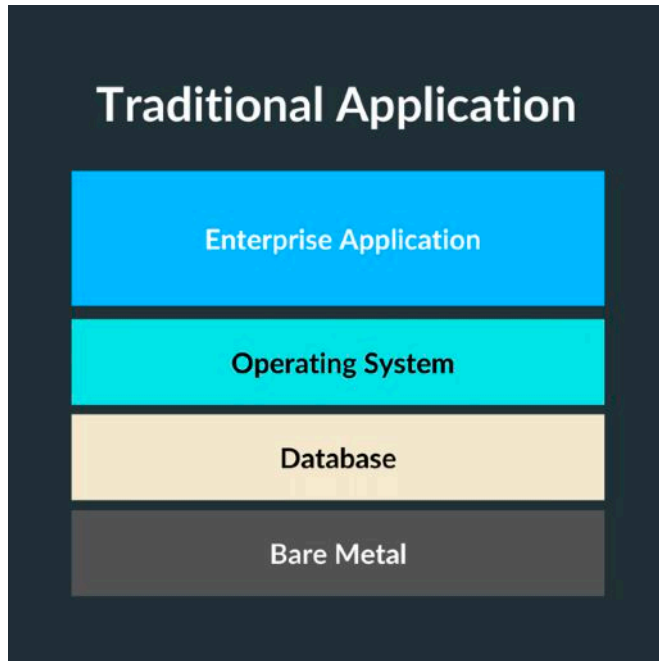 Traditional Application
Enterprise Application
Operating System
Database
Bare Metal